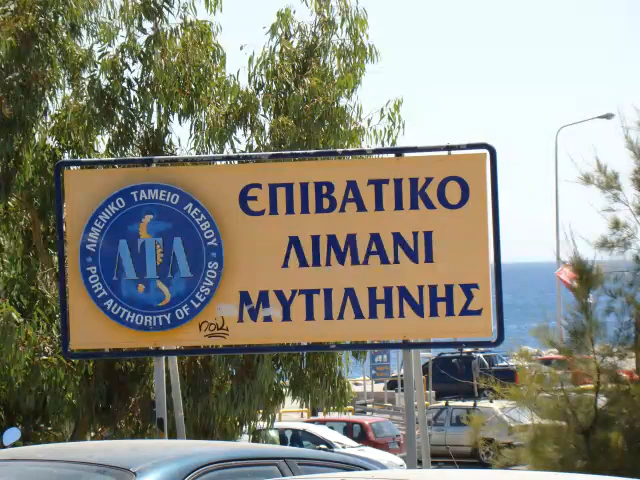 ΕΠΙΒΑΤΙΚΟ
ΛΙΜΑΝΙ
ΜΥΤΙΛΗΝΗΣ
ΛΙΜΕΝΙΚΟ ΤΑΜΕΙΟ ΛΕΣΒΟΥ
ΛΤΛ
PORT AUTHORITY OF LESVOS